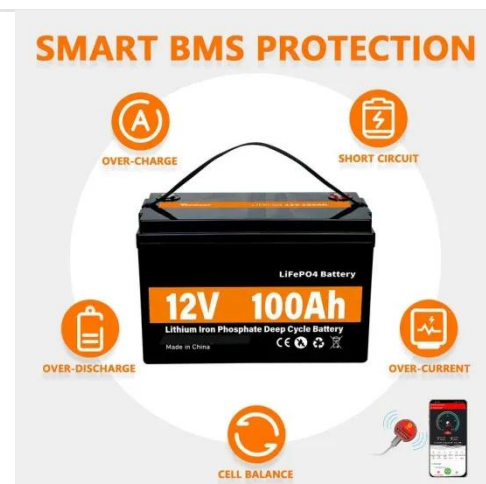 SMART BMS PROTECTION
OVER-CHARGE
SHORT CIRCUIT
LiFePO4 Battery
12V 100Ah
Lithium Iron Phosphate Deep Cycle Battery
Made in China
CE
OVER-DISCHARGE
OVER-CURRENT
CELL BALANCE